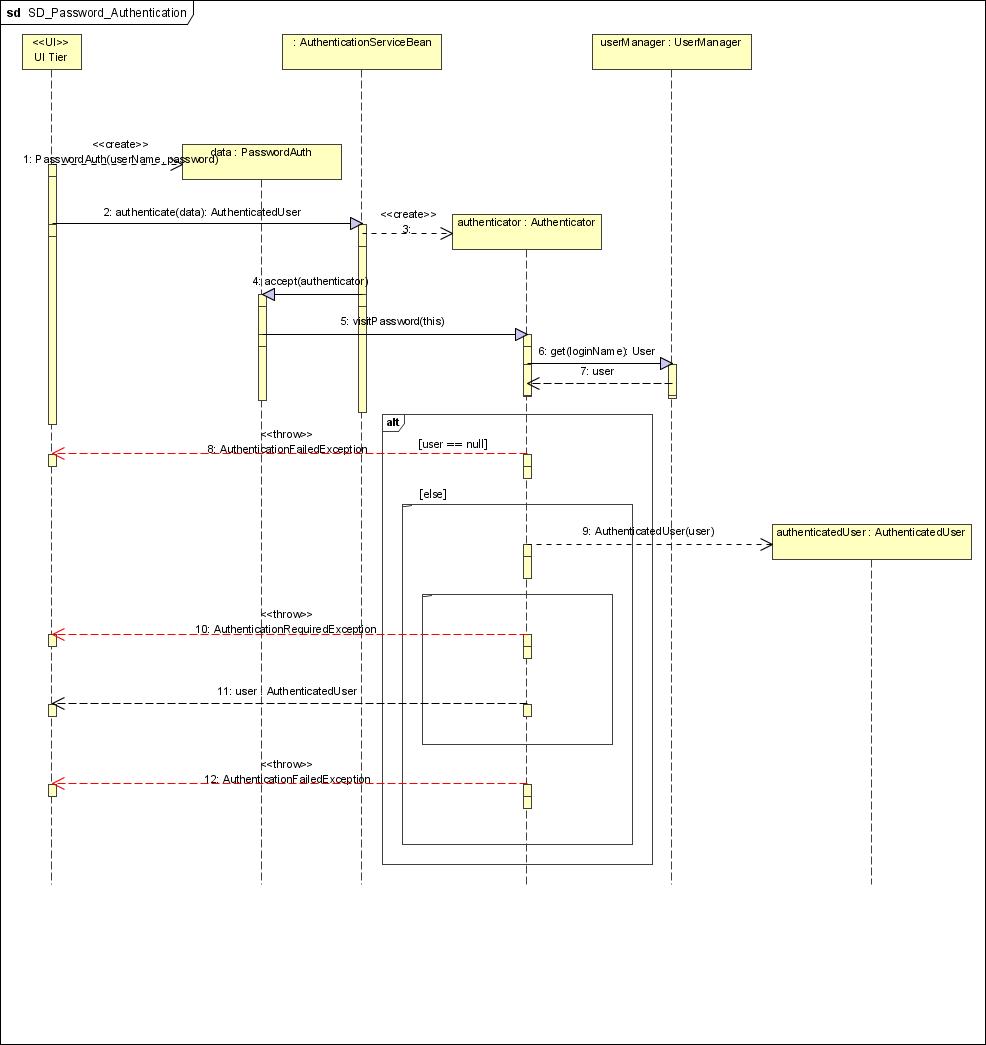 sd SD_Password_Authentication
<<UI>>
UI Tier
: AuthenticationServiceBean
userManager : UserManager
<<create>>
1: PasswordAuth(userName, password)
data : PasswordAuth
2: authenticate(data): AuthenticatedUser
<<create>>
3:
authenticator : Authenticator
4: accept(authenticator)
5: visitPassword(this)
6: get(loginName): User
7: user
alt
<<throw>>
8: AuthenticationFailedException
[user == null]
[else]
9: AuthenticatedUser(user)
authenticatedUser : AuthenticatedUser
<<throw>>
10: AuthenticationRequiredException
11: user : AuthenticatedUser
<<throw>>
12: AuthenticationFailedException